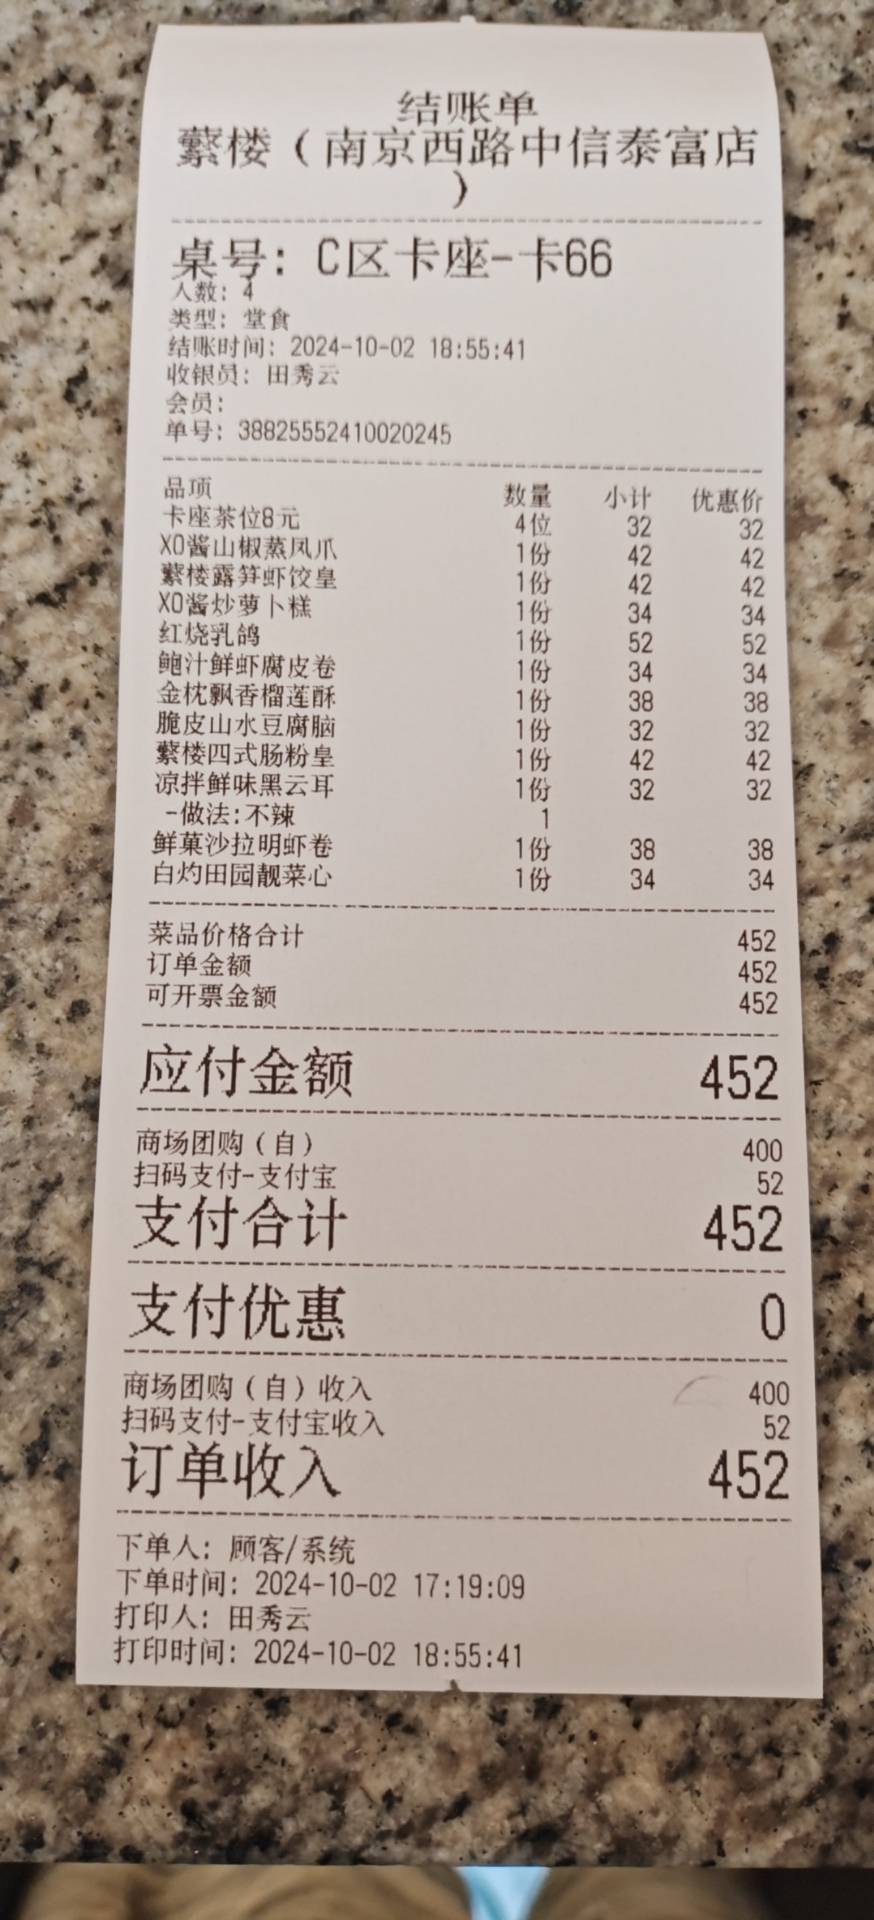 结账单
蘩楼（南京西路中信泰富店
）
桌号：C区卡座-卡66
人数：4
类型：堂食
结账时间：2024-10-02 18:55:41
收银员：田秀云
会员：
单号：38825552410020245
品项 数量 小计 优惠价
卡座茶位8元 4位 32 32
XO酱山椒蒸凤爪 1份 42 42
蘩楼露笋虾饺皇 1份 42 42
XO酱炒萝卜糕 1份 34 34
红烧乳鸽 1份 52 52
鲍汁鲜虾腐皮卷 1份 34 34
金枕飘香榴莲酥 1份 38 38
脆皮山水豆腐脑 1份 32 32
蘩楼四式肠粉皇 1份 42 42
凉拌鲜味黑云耳 1份 32 32
-做法:不辣 1
鲜菓沙拉明虾卷 1份 38 38
白灼田园靓菜心 1份 34 34
菜品价格合计 452
订单金额 452
可开票金额 452
应付金额 452
商场团购（自） 400
扫码支付-支付宝 52
支付合计 452
支付优惠 0
商场团购（自）收入 400
扫码支付-支付宝收入 52
订单收入 452
下单人：顾客/系统
下单时间：2024-10-02 17:19:09
打印人：田秀云
打印时间：2024-10-02 18:55:41